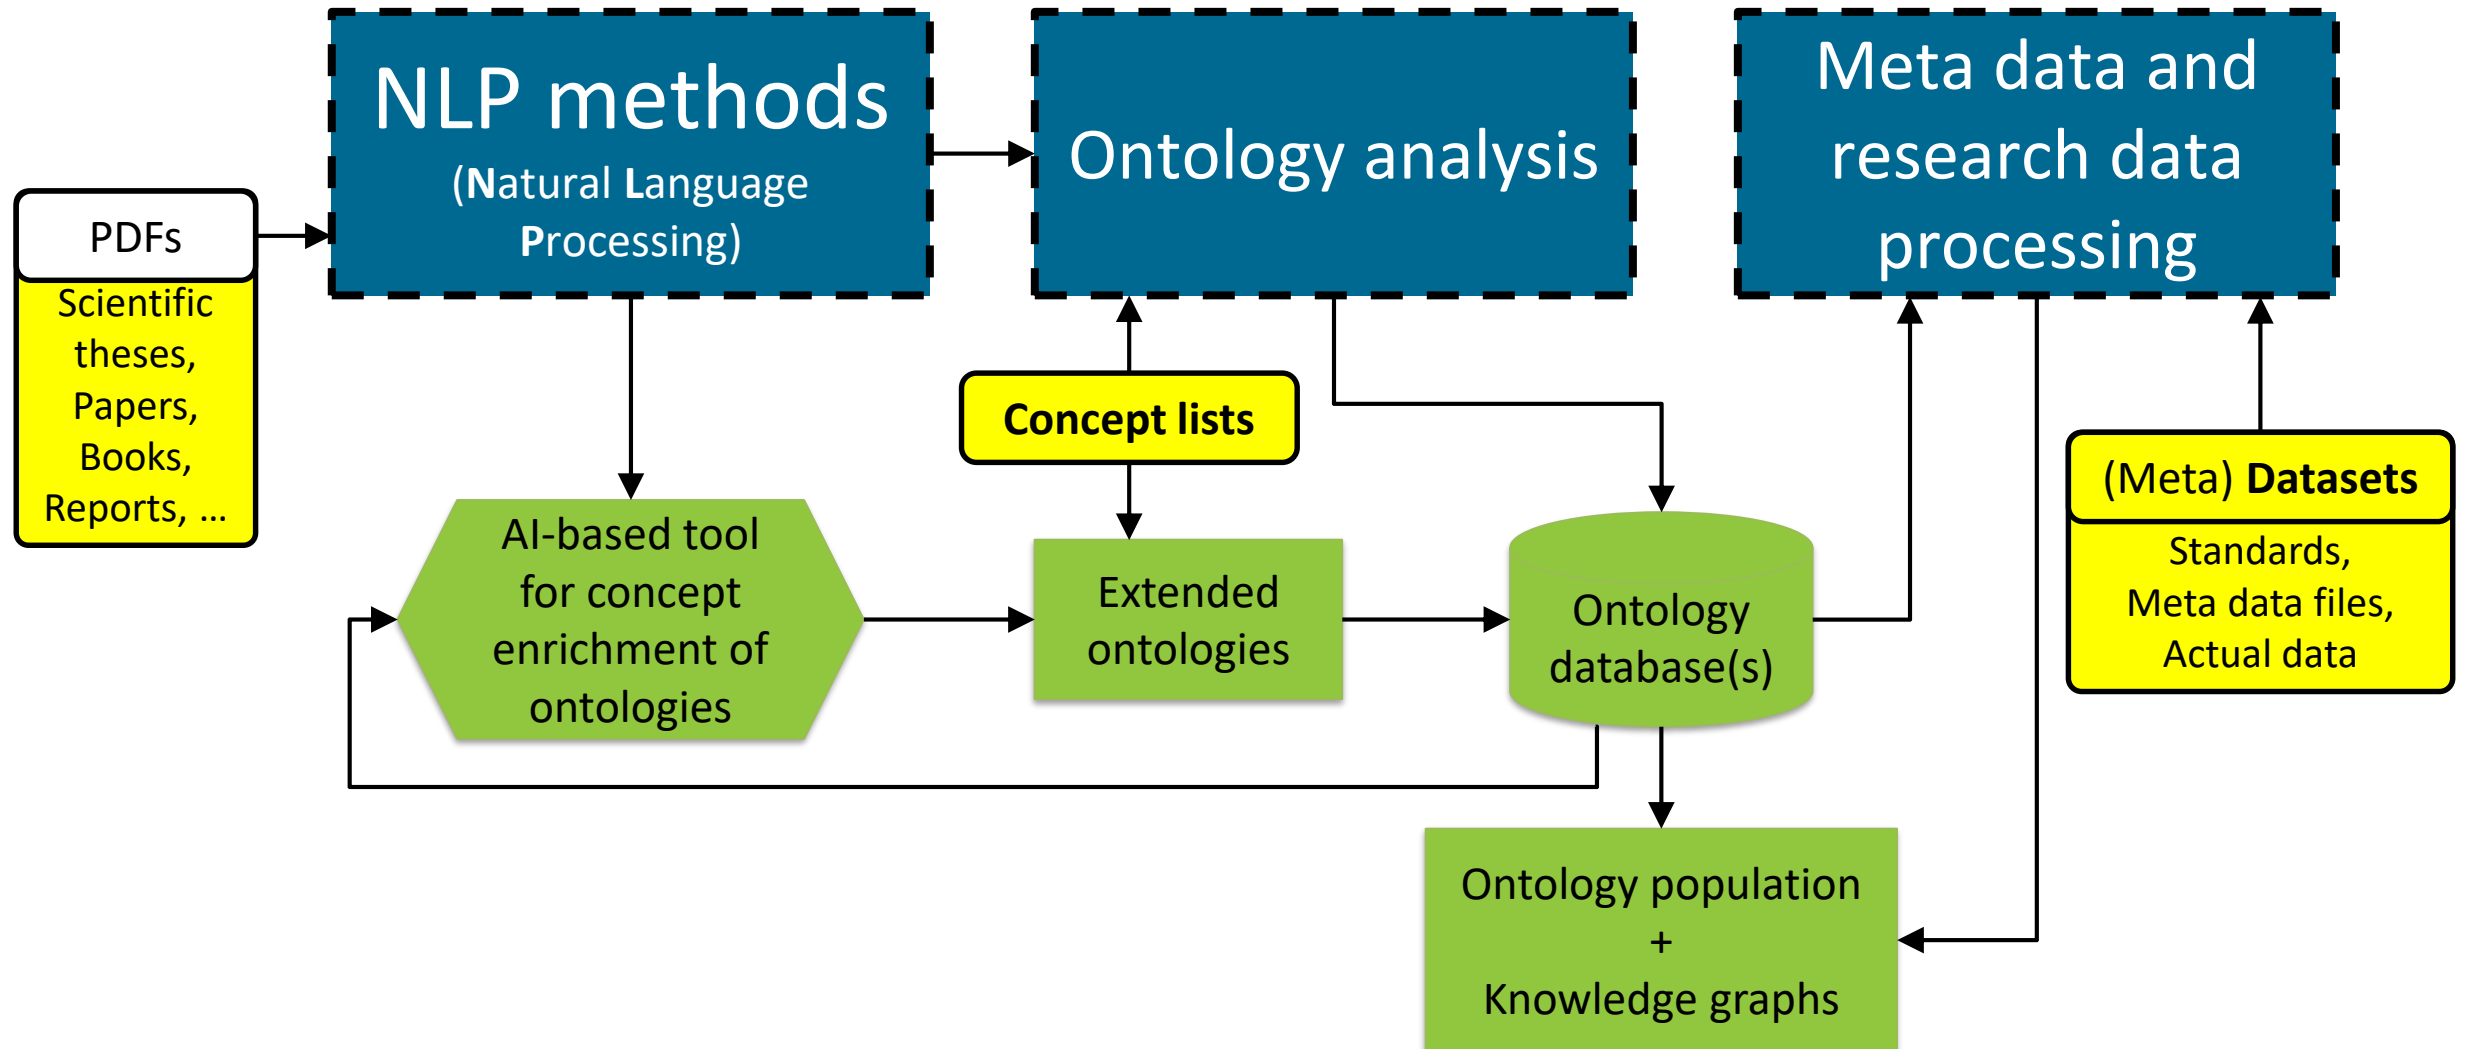 NLP methods
(Natural Language
Processing)
Ontology analysis
Meta data and
research data
processing
PDFs
Scientific
theses,
Papers,
Books,
Reports, ...
Concept lists
(Meta) Datasets
Standards,
Meta data files,
Actual data
AI-based tool
for concept
enrichment of
ontologies
Extended
ontologies
Ontology
database(s)
Ontology population
+
Knowledge graphs